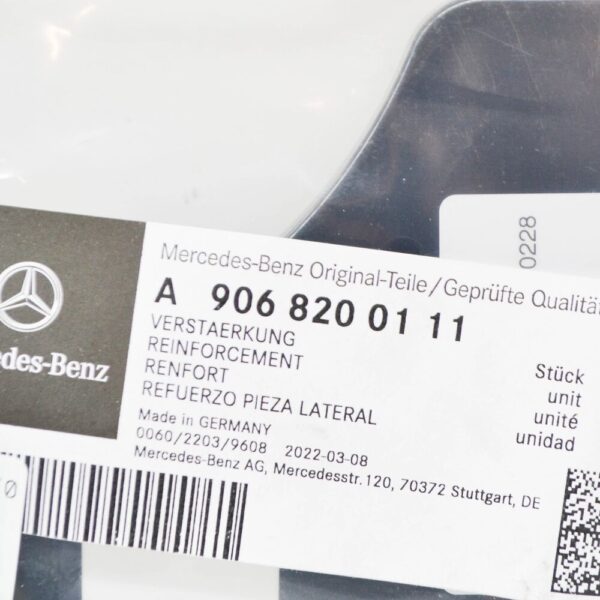 0228
Mercedes-Benz Original-Teile/Geprüfte Qualität
A 906 820 01 11
VERSTAERKUNG
REINFORCEMENT
RENFORT
REFUERZO PIEZA LATERAL
Stück
unit
unité
unidad
Made in GERMANY
0060/2203/9608 2022-03-08
Mercedes-Benz AG, Mercedesstr.120, 70372 Stuttgart, DE
edes-Benz